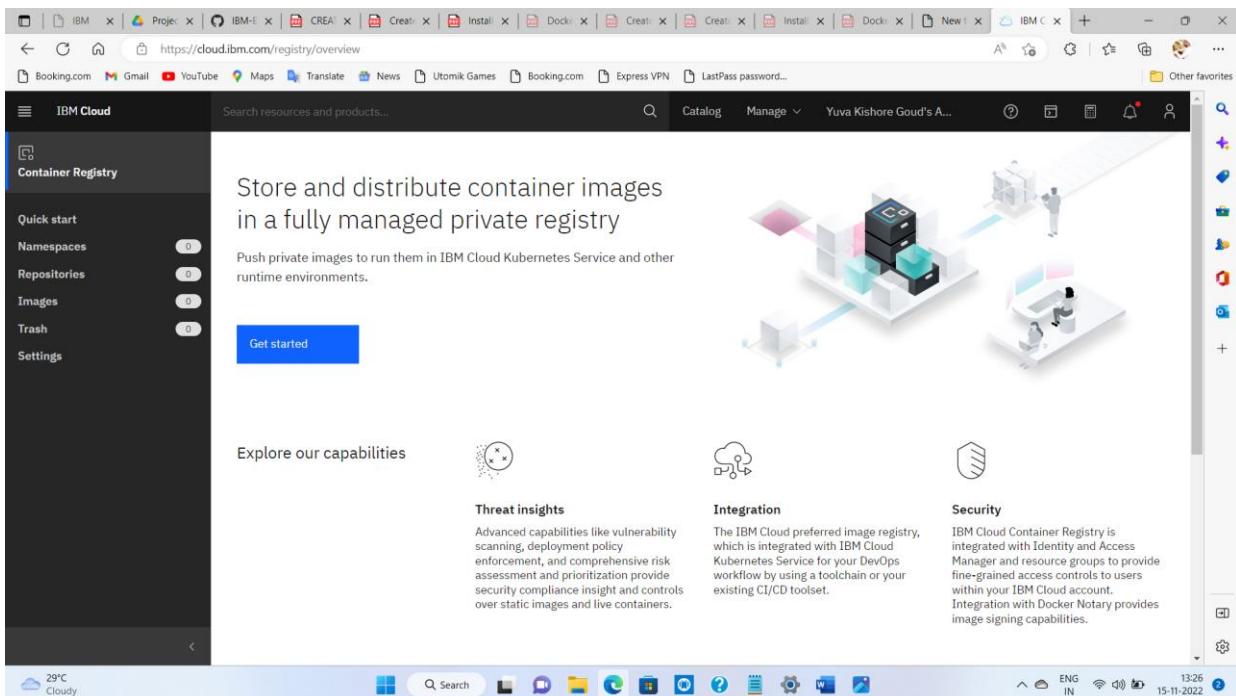 IBM
Projec
IBM-E
CREA
Create
Install
Docke
Create
Create
Install
Docke
New t
IBM C
https://cloud.ibm.com/registry/overview
Booking.com
Gmail
YouTube
Maps
Translate
News
Utomik Games
Booking.com
Express VPN
LastPass password...
Other favorites
IBM Cloud
Search resources and products...
Catalog
Manage
Yuva Kishore Goud's A...
Container Registry
Quick start
Namespaces 0
Repositories 0
Images 0
Trash 0
Settings
Store and distribute container images
in a fully managed private registry
Push private images to run them in IBM Cloud Kubernetes Service and other
runtime environments.
Get started
Explore our capabilities
Threat insights
Advanced capabilities like vulnerability
scanning, deployment policy
enforcement, and comprehensive risk
assessment and prioritization provide
security compliance insight and controls
over static images and live containers.
Integration
The IBM Cloud preferred image registry,
which is integrated with IBM Cloud
Kubernetes Service for your DevOps
workflow by using a toolchain or your
existing CI/CD toolset.
Security
IBM Cloud Container Registry is
integrated with Identity and Access
Manager and resource groups to provide
fine-grained access controls to users
within your IBM Cloud account.
Integration with Docker Notary provides
image signing capabilities.
29°C
Cloudy
Search
ENG
IN
13:26
15-11-2022
2